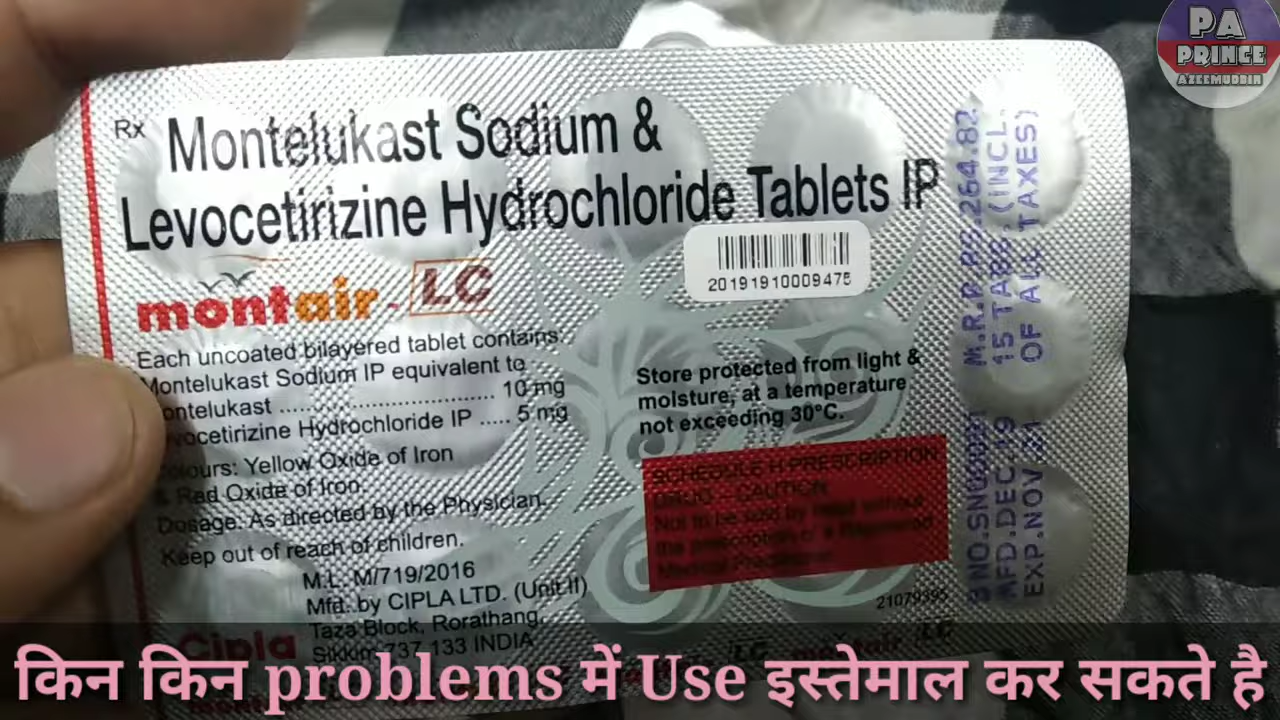 PA
PRINCE
AZEEMUDDIN
Rx Montelukast Sodium &
Levocetirizine Hydrochloride Tablets IP
montair-LC
20191910009475
Each uncoated bilayered tablet contains:
Montelukast Sodium IP equivalent to
ontelukast ........................................ 10 mg
vocetirizine Hydrochloride IP ..... 5 mg
olours: Yellow Oxide of Iron
& Red Oxide of Iron.
Dosage: As directed by the Physician.
Keep out of reach of children.
M.L. M/719/2016
Mfd. by CIPLA LTD. (Unit II)
Taza Block, Rorathang,
Sikkim 737 133 INDIA
Cipla
Store protected from light &
moisture, at a temperature
not exceeding 30°C.
SCHEDULE H PRESCRIPTION
DRUG - CAUTION
Not to be sold by retail without
the prescription of a Registered
Medical Practitioner.
21079395
M.R.P.RS.264.82
15 TABS.(INCL.
OF ALL TAXES)
B.NO.SN00091
MFD.DEC.19
EXP.NOV.21
montair LC
किन किन problems में Use इस्तेमाल कर सकते है